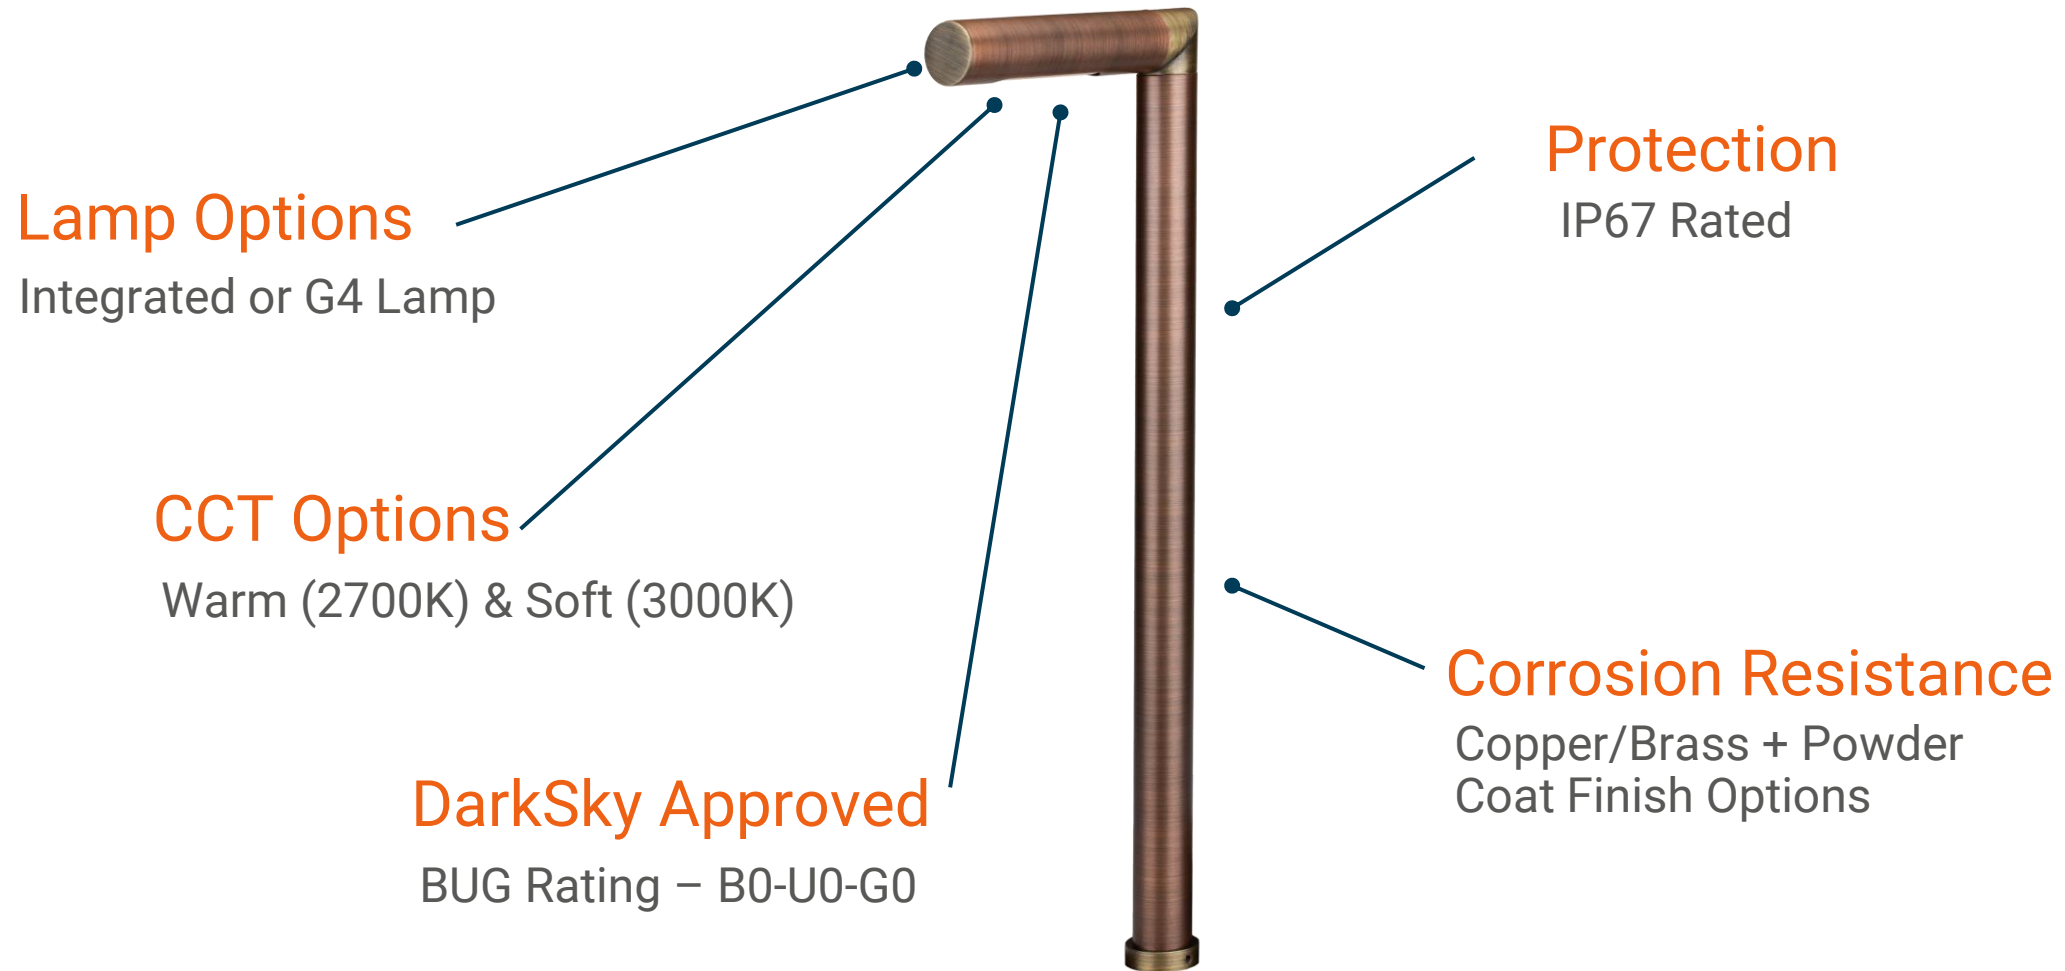 Lamp Options
Integrated or G4 Lamp
CCT Options
Warm (2700K) & Soft (3000K)
DarkSky Approved
BUG Rating – B0-U0-G0
Protection
IP67 Rated
Corrosion Resistance
Copper/Brass + Powder
Coat Finish Options